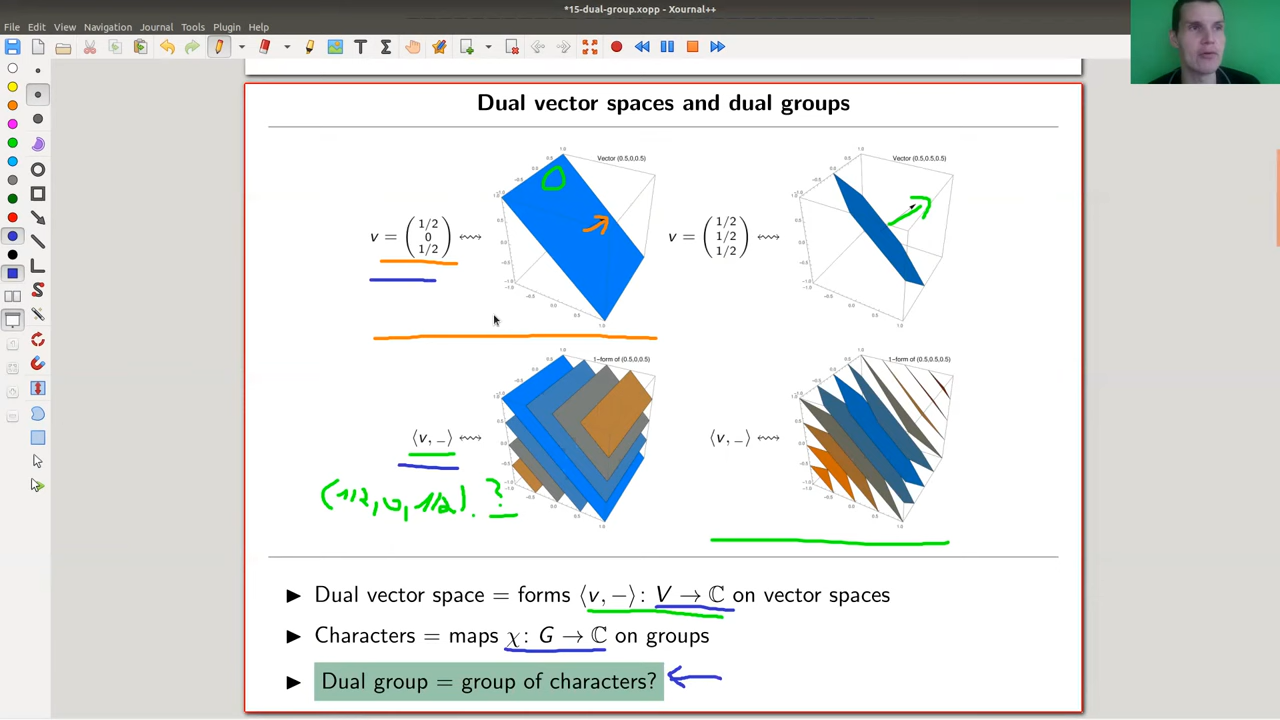 *15-dual-group.xopp - Xournal++
File Edit View Navigation Journal Tools Plugin Help
Dual vector spaces and dual groups
Vector (0.5,0,0.5)
Vector (0.5,0.5,0.5)
v = (1/2 0 1/2) ↭
v = (1/2 1/2 1/2) ↭
1-form of (0.5,0,0.5)
1-form of (0.5,0.5,0.5)
⟨v, _⟩ ↭
⟨v, _⟩ ↭
(1/2, 0, 1/2) . ?
► Dual vector space = forms ⟨v, −⟩: V → ℂ on vector spaces
► Characters = maps χ: G → ℂ on groups
► Dual group = group of characters?